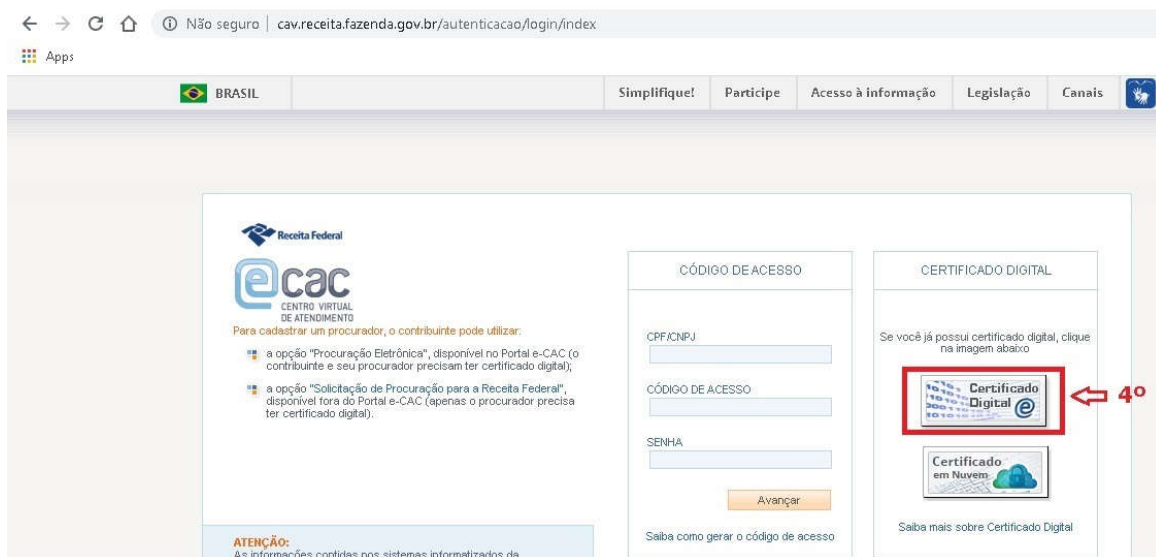 Não seguro | cav.receita.fazenda.gov.br/autenticacao/login/index
Apps
BRASIL
Simplifique!
Participe
Acesso à informação
Legislação
Canais
Receita Federal
ecac
CENTRO VIRTUAL
DE ATENDIMENTO
Para cadastrar um procurador, o contribuinte pode utilizar:
a opção "Procuração Eletrônica", disponível no Portal e-CAC (o
contribuinte e seu procurador precisam ter certificado digital);
a opção "Solicitação de Procuração para a Receita Federal",
disponível fora do Portal e-CAC (apenas o procurador precisa
ter certificado digital).
ATENÇÃO:
As informações contidas nos sistemas informatizados da
CÓDIGO DE ACESSO
CPF/CNPJ
CÓDIGO DE ACESSO
SENHA
Avançar
Saiba como gerar o código de acesso
CERTIFICADO DIGITAL
Se você já possui certificado digital, clique
na imagem abaixo
Certificado
Digital e
4º
Certificado
em Nuvem
Saiba mais sobre Certificado Digital